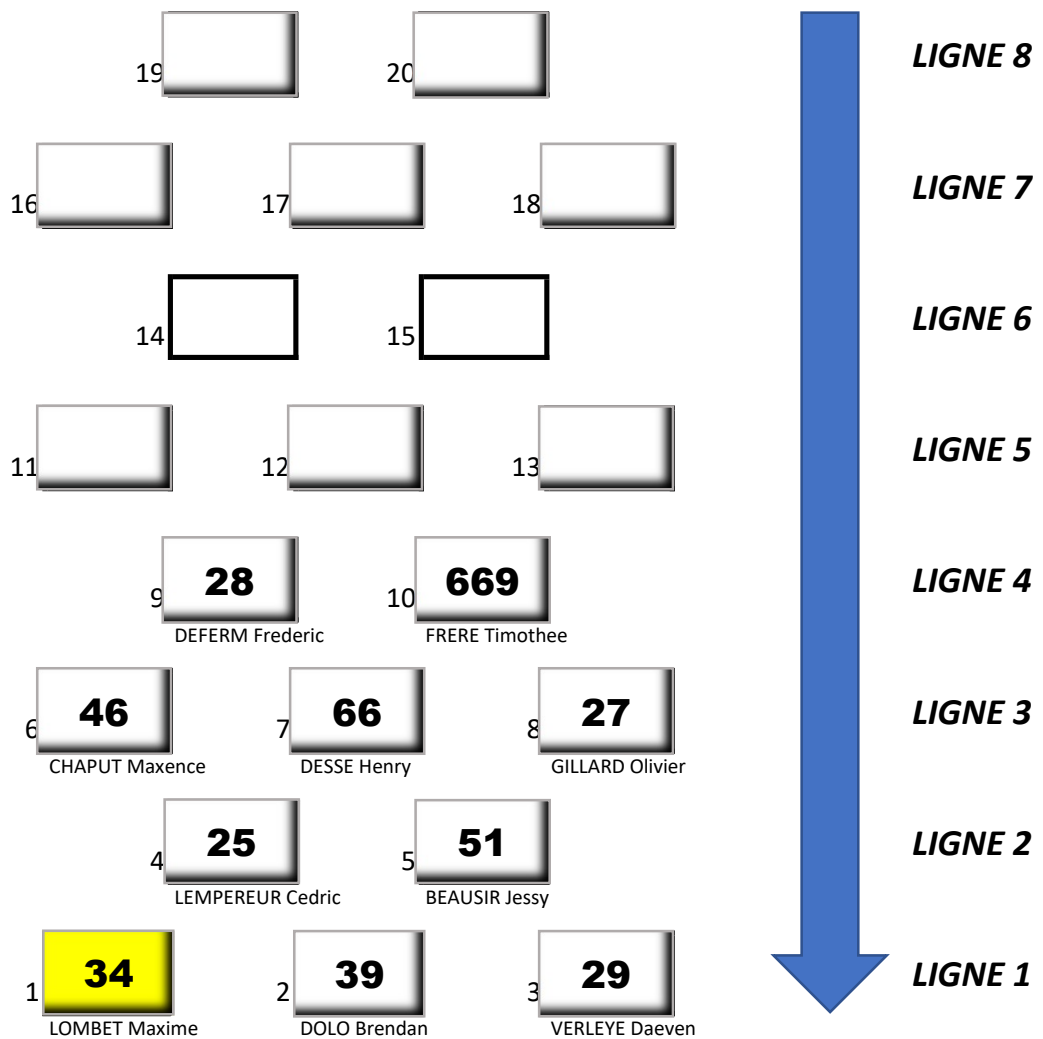 19 20 LIGNE 8
16 17 18 LIGNE 7
14 15 LIGNE 6
11 12 13 LIGNE 5
9 28 10 669 LIGNE 4
DEFERM Frederic FRERE Timothee
6 46 7 66 8 27 LIGNE 3
CHAPUT Maxence DESSE Henry GILLARD Olivier
4 25 5 51 LIGNE 2
LEMPEREUR Cedric BEAUSIR Jessy
1 34 2 39 3 29 LIGNE 1
LOMBET Maxime DOLO Brendan VERLEYE Daeven